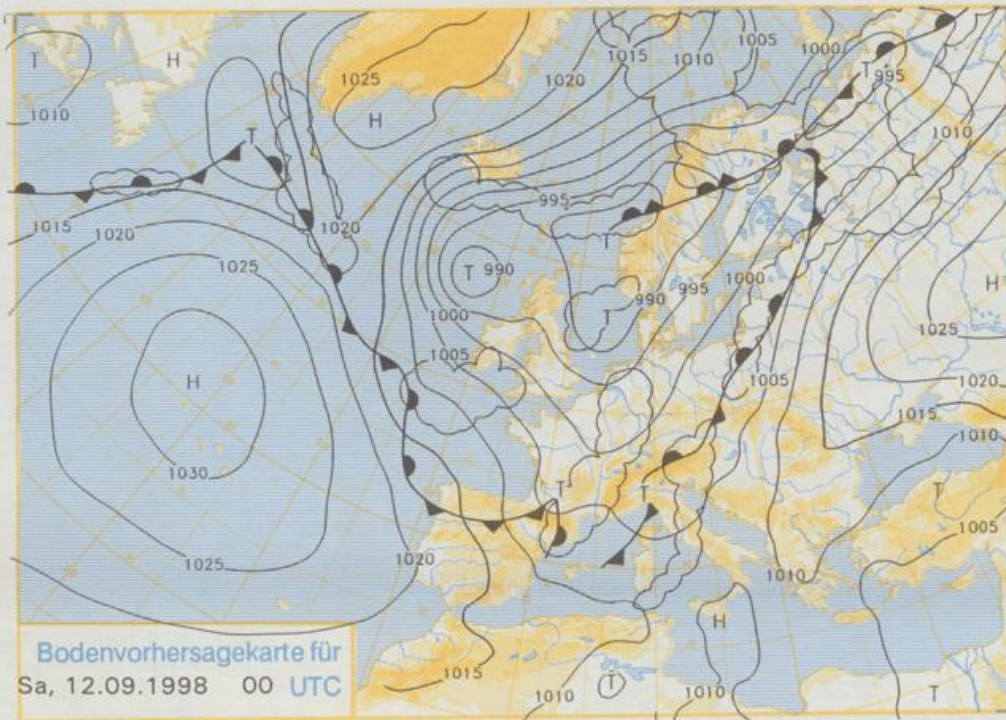 T H 1025 1020 1015 1005 1010 1000
T 995
1010 H 1010
T
995
1015 1020 1020 T
1025 T 990 1000 H
995
990
1000 T 1025
H 1005 1005 1020
1015
1030 1010
T T T
1005
1025 1020 1010
H
Bodenvorhersagekarte für
Sa, 12.09.1998 00 UTC
1015 1010 T 1010 T